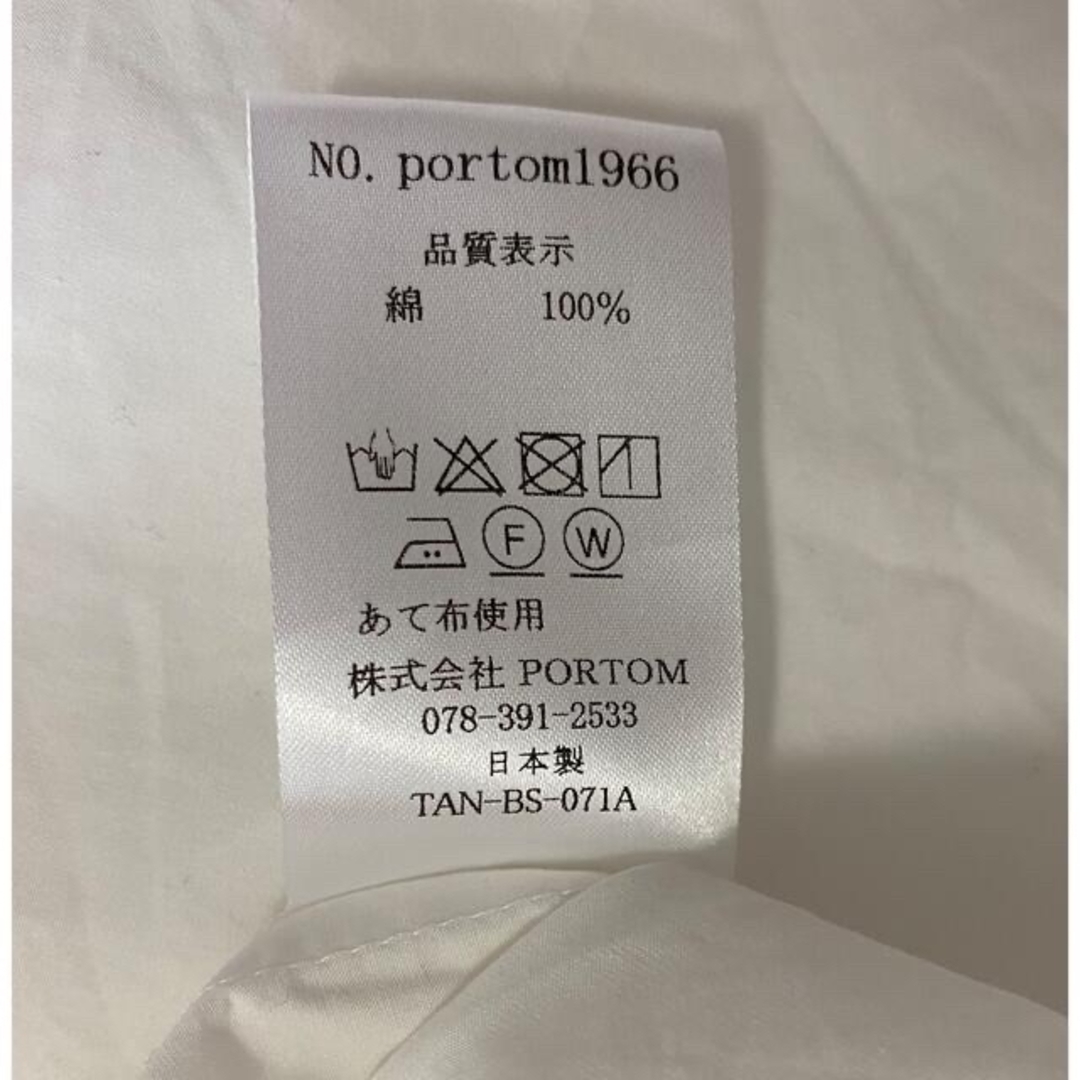 NO. portom1966
品質表示
綿 100%
F W
あて布使用
株式会社 PORTOM
078-391-2533
日本製
TAN-BS-071A